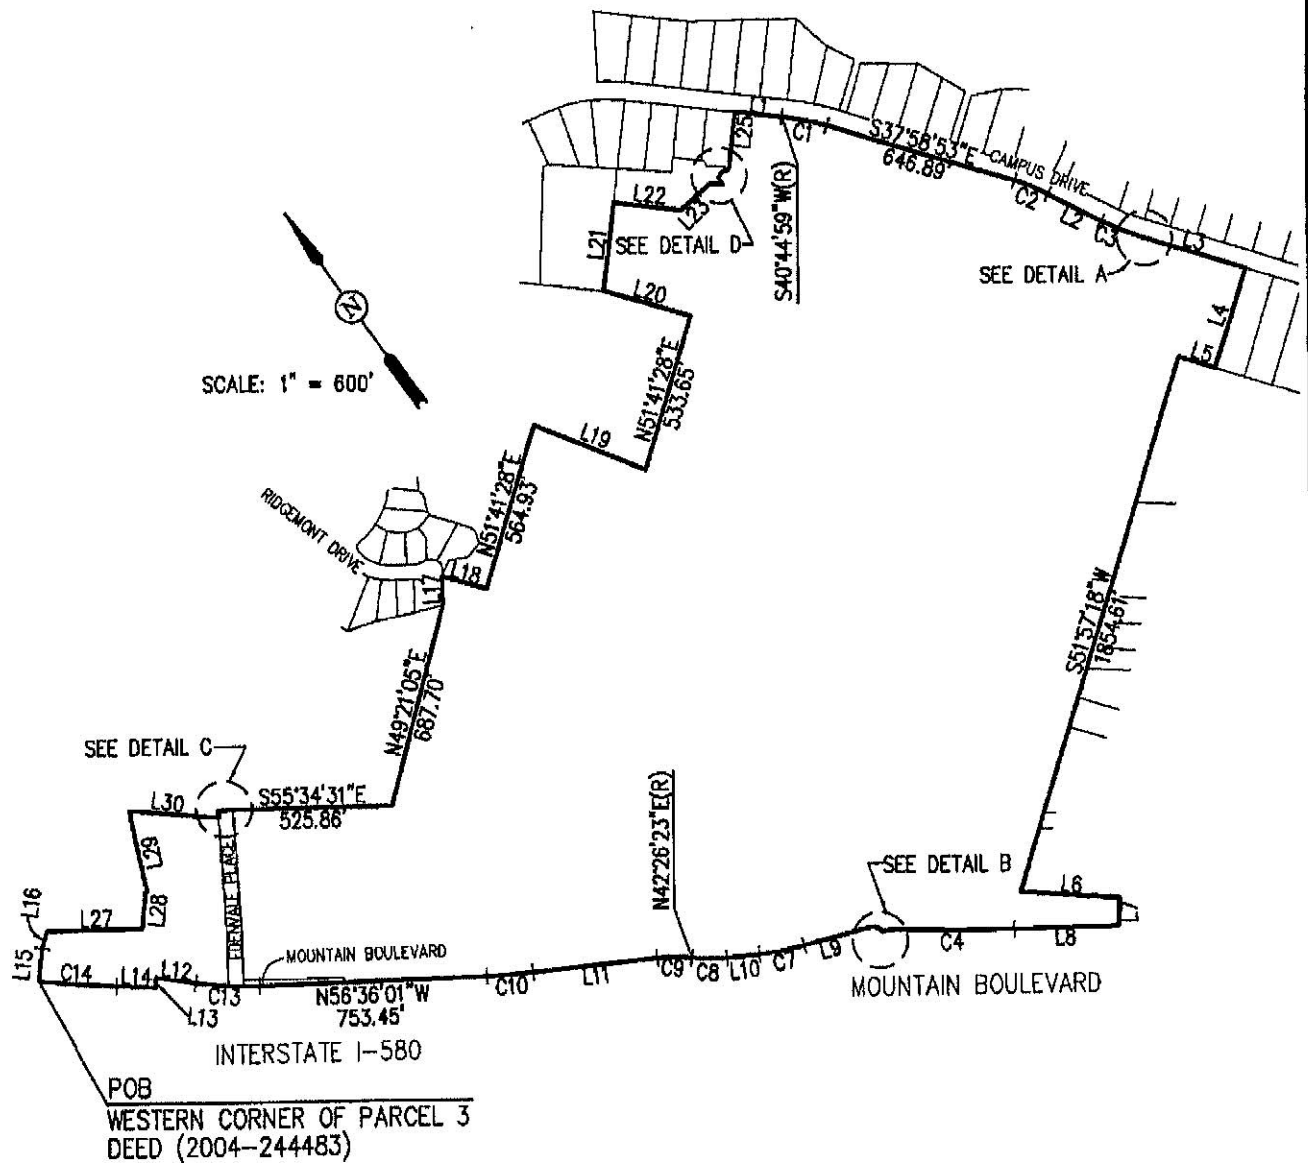 L25
C1
S37°58'53"E
646.89'
CAMPUS DRIVE
C2
L2
C3
L3
L22
L23
L21
SEE DETAIL D
S40°44'59"W(R)
SEE DETAIL A
L4
L5
L20
N
SCALE: 1" = 600'
N51°41'28"E
533.65'
L19
N51°41'28"E
564.93'
RIDGEMONT DRIVE
L17
L18
S51°57'18"W
1854.61'
N49°21'05"E
687.70'
SEE DETAIL C
L30
S55°34'31"E
525.86'
N42°26'23"E(R)
L29
EDENVALE PLACE
SEE DETAIL B
L6
L16
L27
L28
C4
L8
L15
C14
L14
L12
C13
L13
MOUNTAIN BOULEVARD
N56°36'01"W
753.45'
C10
L11
C9
C8
L10
C7
L9
MOUNTAIN BOULEVARD
INTERSTATE I-580
POB
WESTERN CORNER OF PARCEL 3
DEED (2004-244483)